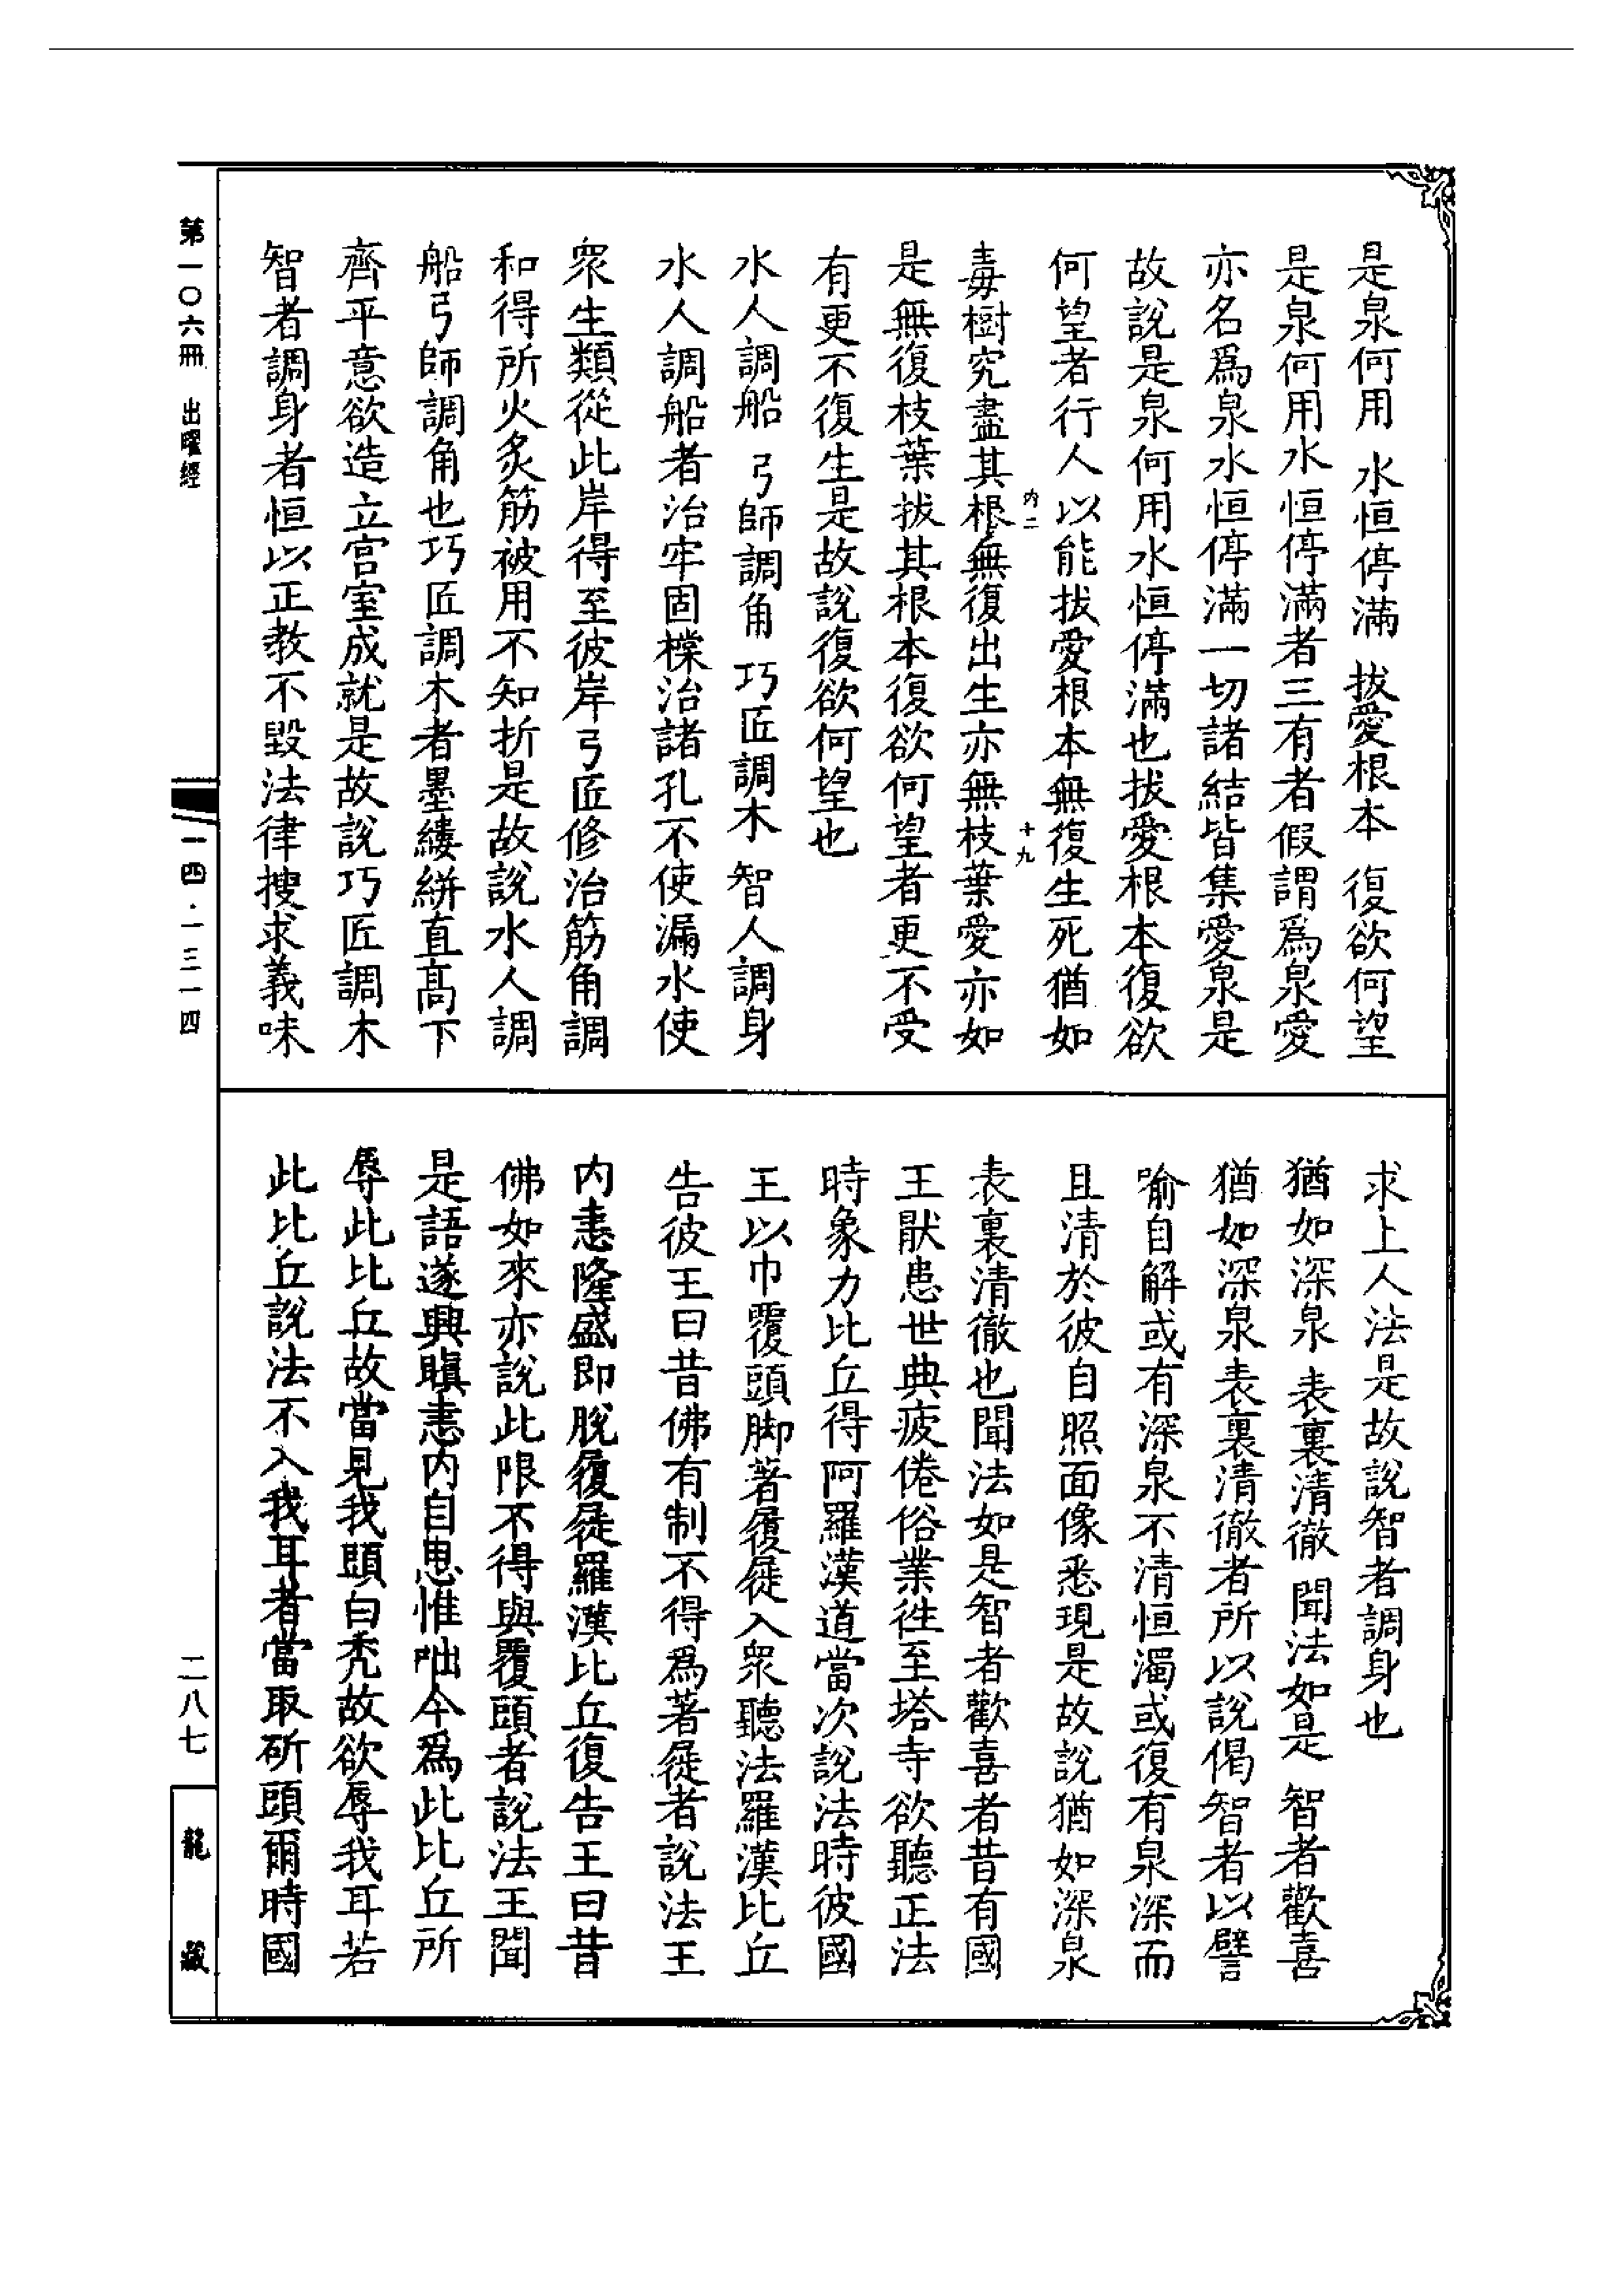 是泉何用　水恒停滿　拔愛根本　復欲何望
是泉何用水恒停滿者三有者假謂爲泉愛
亦名爲泉水恒停滿一切諸結皆集愛泉是
故說是泉何用水恒停滿也拔愛根本復欲
何望者行人以能拔愛根本無復生死猶如
内二　十九
毒樹究盡其根無復出生亦無枝葉愛亦如
是無復枝葉拔其根本復欲何望者更不受
有更不復生是故說復欲何望也
水人調船　弓師調角　巧匠調木　智人調身
水人調船者治牢固檏治諸孔不使漏水使
衆生類從此岸得至彼岸弓匠修治筋角調
和得所火炙筋被用不知折是故說水人調
船弓師調角也巧匠調木者墨縷絣直高下
齊平意欲造立宫室成就是故說巧匠調木
智者調身者恒以正教不毀法律搜求義味
求上人法是故說智者調身也
猶如深泉　表裏清徹　聞法如是　智者歡喜
猶如深泉表裏清徹者所以說偈智者以譬
喻自解或有深泉不清恒濁或復有泉深而
且清於彼自照面像悉現是故說猶如深泉
表裏清徹也聞法如是智者歡喜者昔有國
王猒患世典疲倦俗業徃至塔寺欲聽正法
時象力比丘得阿羅漢道當次說法時彼國
王以巾覆頭脚著履屣入衆聽法羅漢比丘
告彼王曰昔佛有制不得爲著屣者說法王
内恚隆盛即脫履屣羅漢比丘復告王曰昔
佛如來亦說此限不得與覆頭者說法王聞
是語遂興瞋恚内自思惟咄今爲此比丘所
辱此比丘故當見我頭白禿故欲辱我耳若
此比丘說法不入我耳者當取斫頭爾時國
第一〇六冊　出曜經
一四·一三一四
二八七
龍藏